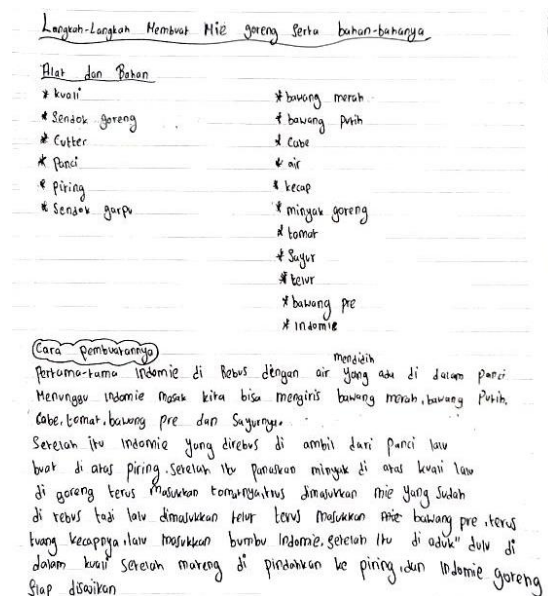 Langkah-Langkah Membuat Mie goreng Serta bahan-bahanya
Alat dan Bahan
* kuali
* Sendok goreng
* Cutter
* Panci
* Piring
* Sendok garpu
* bawang merah
* bawang putih
* Cabe
* air
* kecap
* minyak goreng
* tomat
* Sayur
* telur
* bawang pre
* indomie
Cara Pembuatannya
Pertama-tama Indomie di Rebus dengan air mendidih yang ada di dalam panci
Menunggu indomie masak kita bisa mengiris bawang merah, bawang Putih,
Cabe, tomat, bawang pre dan Sayurnya.
Setelah itu Indomie yang direbus di ambil dari Panci lalu
buat di atas piring. Setelah itu Panaskan minyak di atas kuali lalu
di goreng terus masukkan tomatnya, trus dimasukkan mie yang Sudah
di rebus tadi lalu dimasukkan telur terus masukkan bawang pre, terus
tuang kecapnya, lalu masukkan bumbu Indomie. Setelah itu di aduk" dulu di
dalam kuali Setelah mateng di pindahkan ke piring, dan Indomie goreng
Siap disajikan